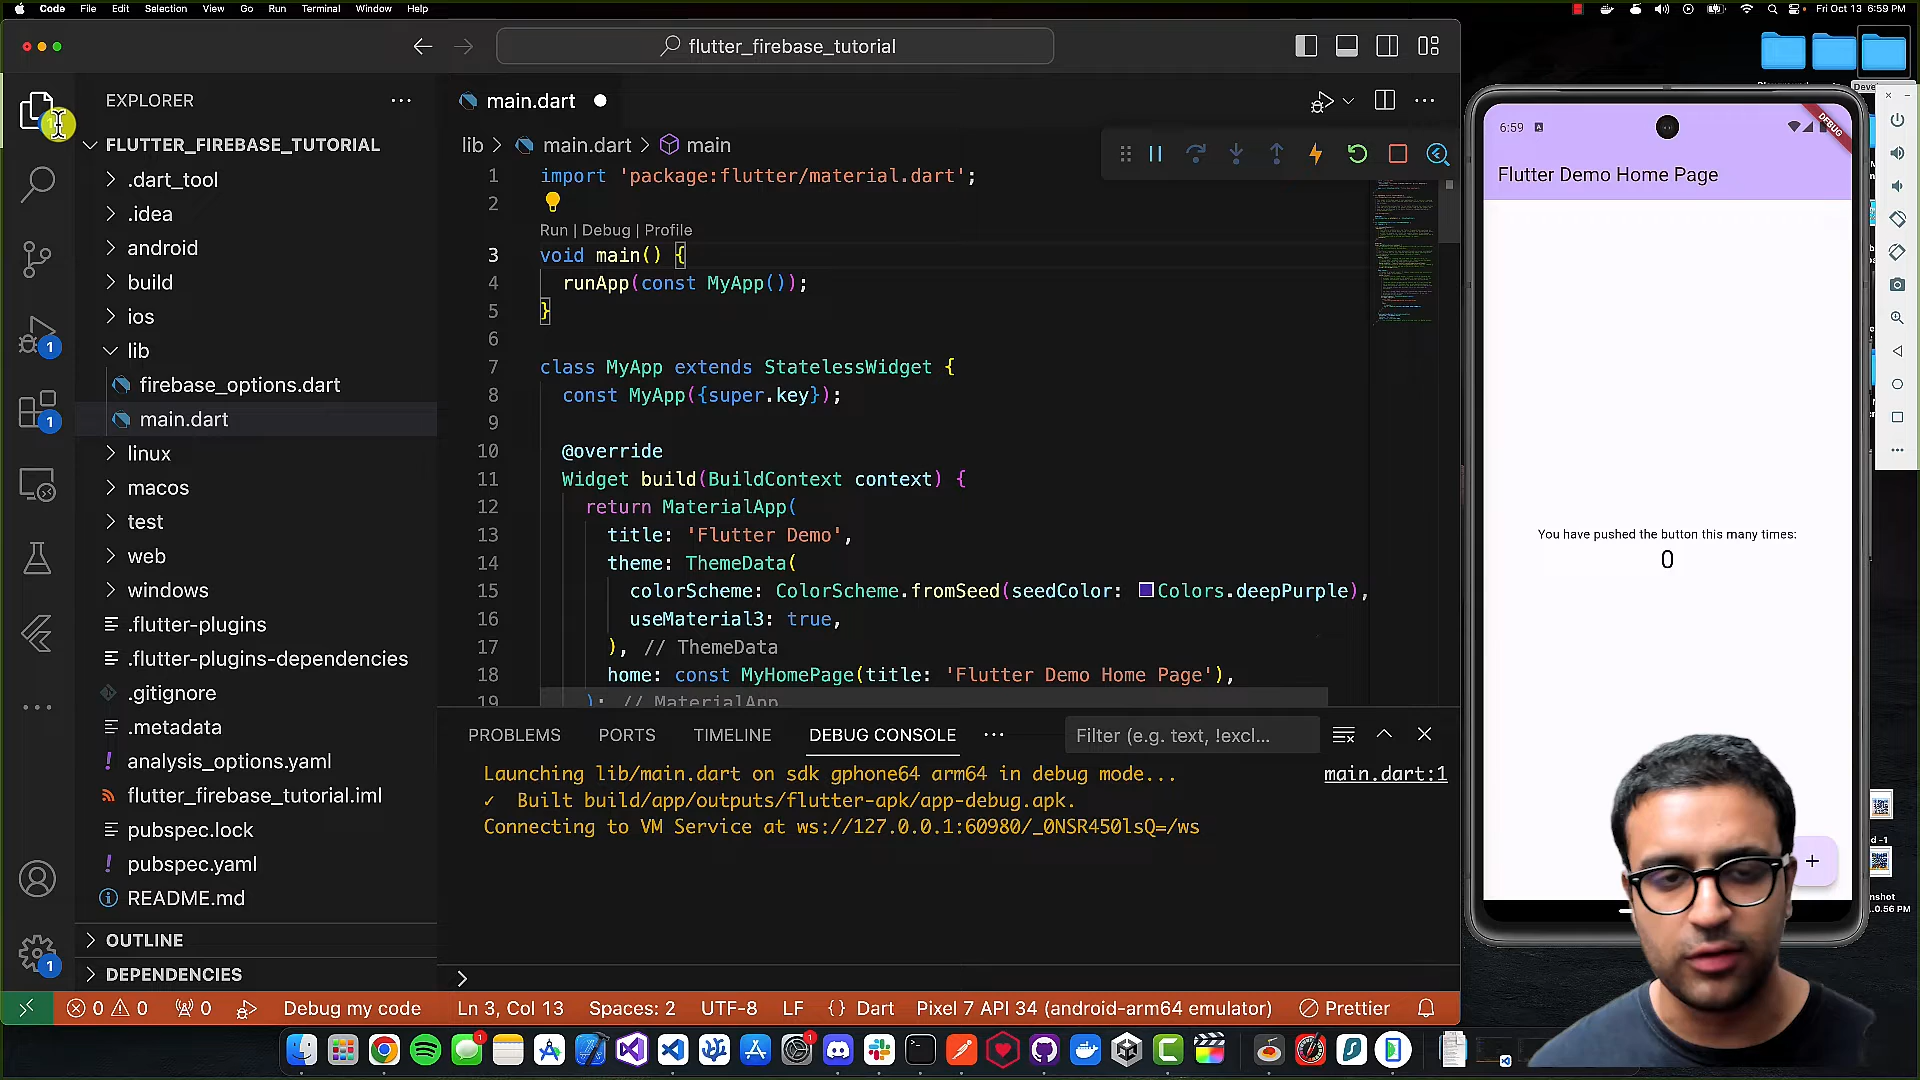 Code File Edit Selection View Go Run Terminal Window Help
Fri Oct 13 6:59 PM
flutter_firebase_tutorial
EXPLORER
FLUTTER_FIREBASE_TUTORIAL
.dart_tool
.idea
android
build
ios
lib
firebase_options.dart
main.dart
linux
macos
test
web
windows
.flutter-plugins
.flutter-plugins-dependencies
.gitignore
.metadata
analysis_options.yaml
flutter_firebase_tutorial.iml
pubspec.lock
pubspec.yaml
README.md
OUTLINE
DEPENDENCIES
1
1
1
main.dart
lib > main.dart > main
1 import 'package:flutter/material.dart';
2
Run | Debug | Profile
3 void main() {
4 runApp(const MyApp());
5 }
6
7 class MyApp extends StatelessWidget {
8 const MyApp({super.key});
9
10 @override
11 Widget build(BuildContext context) {
12 return MaterialApp(
13 title: 'Flutter Demo',
14 theme: ThemeData(
15 colorScheme: ColorScheme.fromSeed(seedColor: Colors.deepPurple),
16 useMaterial3: true,
17 ), // ThemeData
18 home: const MyHomePage(title: 'Flutter Demo Home Page'),
19 ); // MaterialApp
PROBLEMS PORTS TIMELINE DEBUG CONSOLE
Filter (e.g. text, !excl...
Launching lib/main.dart on sdk gphone64 arm64 in debug mode...
main.dart:1
✓ Built build/app/outputs/flutter-apk/app-debug.apk.
Connecting to VM Service at ws://127.0.0.1:60980/_0NSR450lsQ=/ws
>
0 0 0 Debug my code Ln 3, Col 13 Spaces: 2 UTF-8 LF {} Dart Pixel 7 API 34 (android-arm64 emulator) Prettier
6:59
DEBUG
Flutter Demo Home Page
You have pushed the button this many times:
0
+